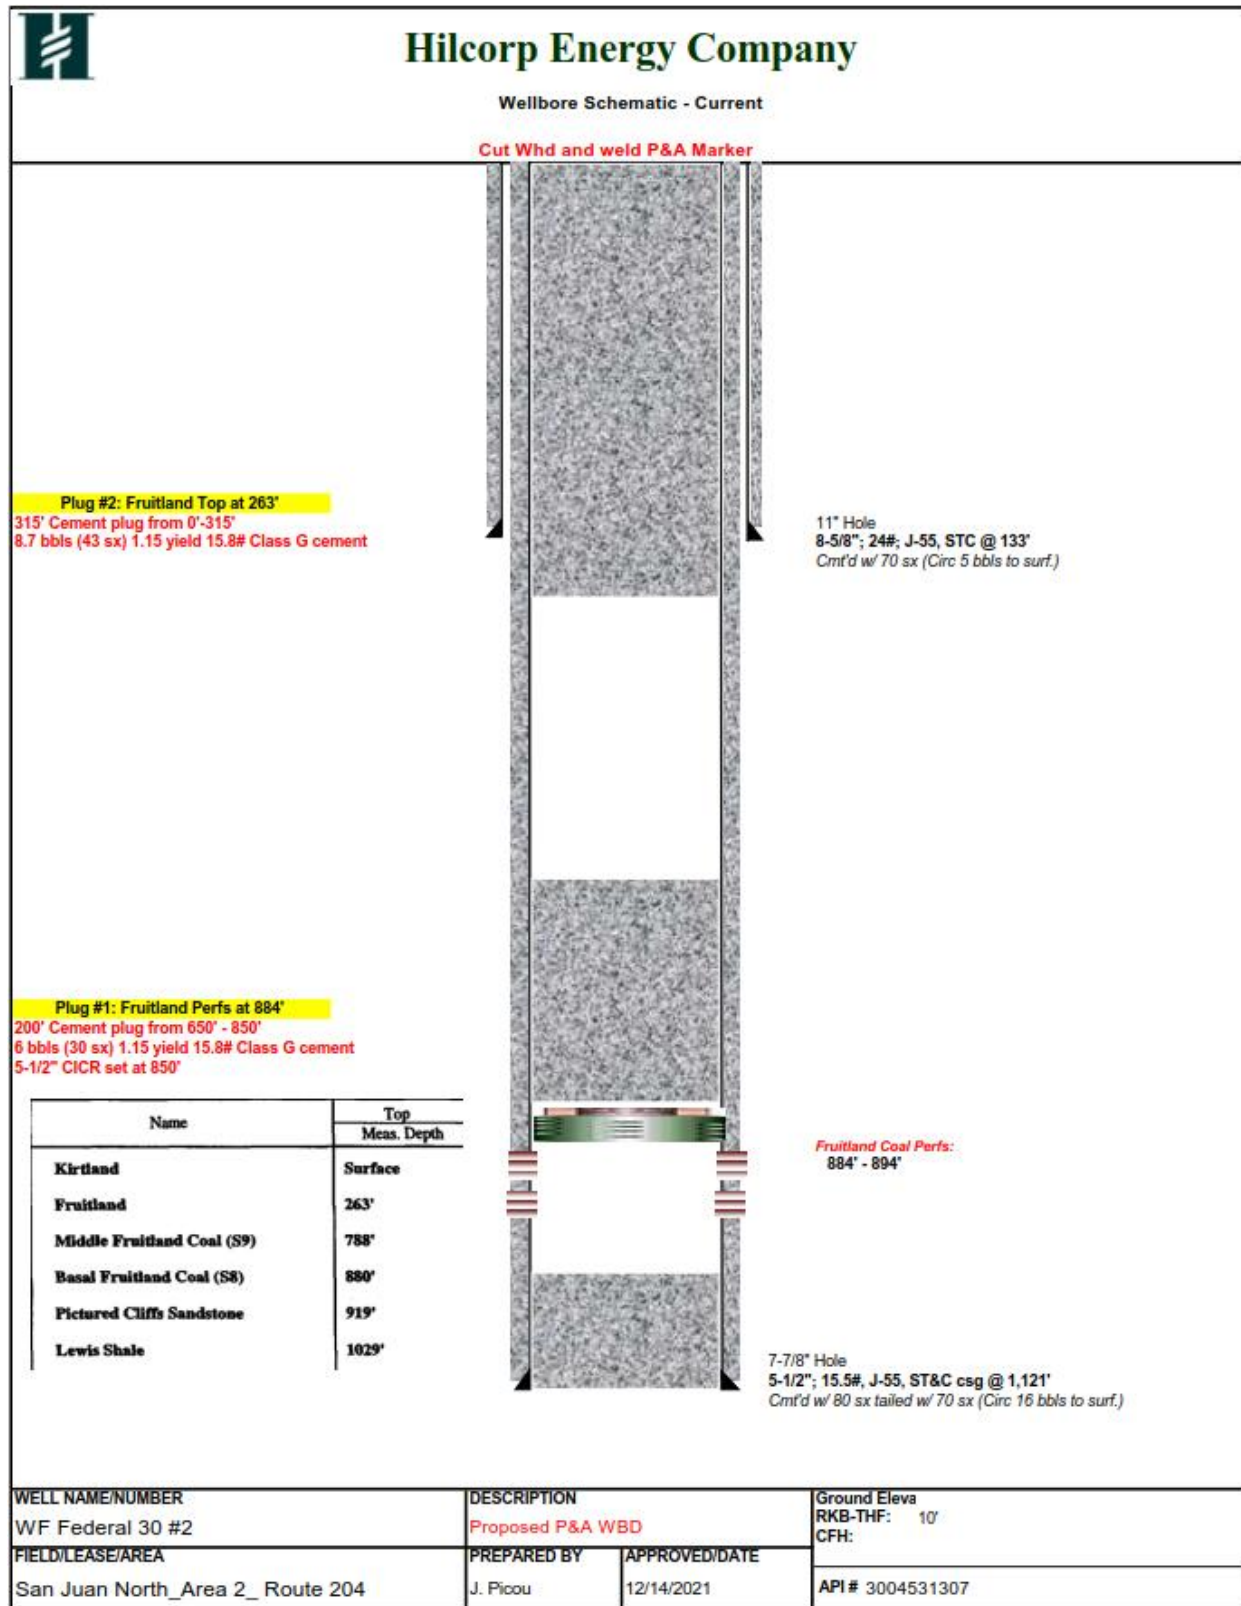 Hilcorp Energy Company
Wellbore Schematic - Current
Cut Whd and weld P&A Marker
Plug #2: Fruitland Top at 263'
315' Cement plug from 0'-315'
8.7 bbls (43 sx) 1.15 yield 15.8# Class G cement
11" Hole
8-5/8"; 24#; J-55, STC @ 133'
Cmt'd w/ 70 sx (Circ 5 bbls to surf.)
Plug #1: Fruitland Perfs at 884'
200' Cement plug from 650' - 850'
6 bbls (30 sx) 1.15 yield 15.8# Class G cement
5-1/2" CICR set at 850'
Name Top
Meas. Depth
Kirtland Surface
Fruitland 263'
Middle Fruitland Coal (S9) 788'
Basal Fruitland Coal (S8) 880'
Pictured Cliffs Sandstone 919'
Lewis Shale 1029'
Fruitland Coal Perfs:
884' - 894'
7-7/8" Hole
5-1/2"; 15.5#, J-55, ST&C csg @ 1,121'
Cmt'd w/ 80 sx tailed w/ 70 sx (Circ 16 bbls to surf.)
WELL NAME/NUMBER
WF Federal 30 #2
DESCRIPTION
Proposed P&A WBD
Ground Eleva
RKB-THF: 10'
CFH:
FIELD/LEASE/AREA
San Juan North_Area 2_ Route 204
PREPARED BY
J. Picou
APPROVED/DATE
12/14/2021
API # 3004531307